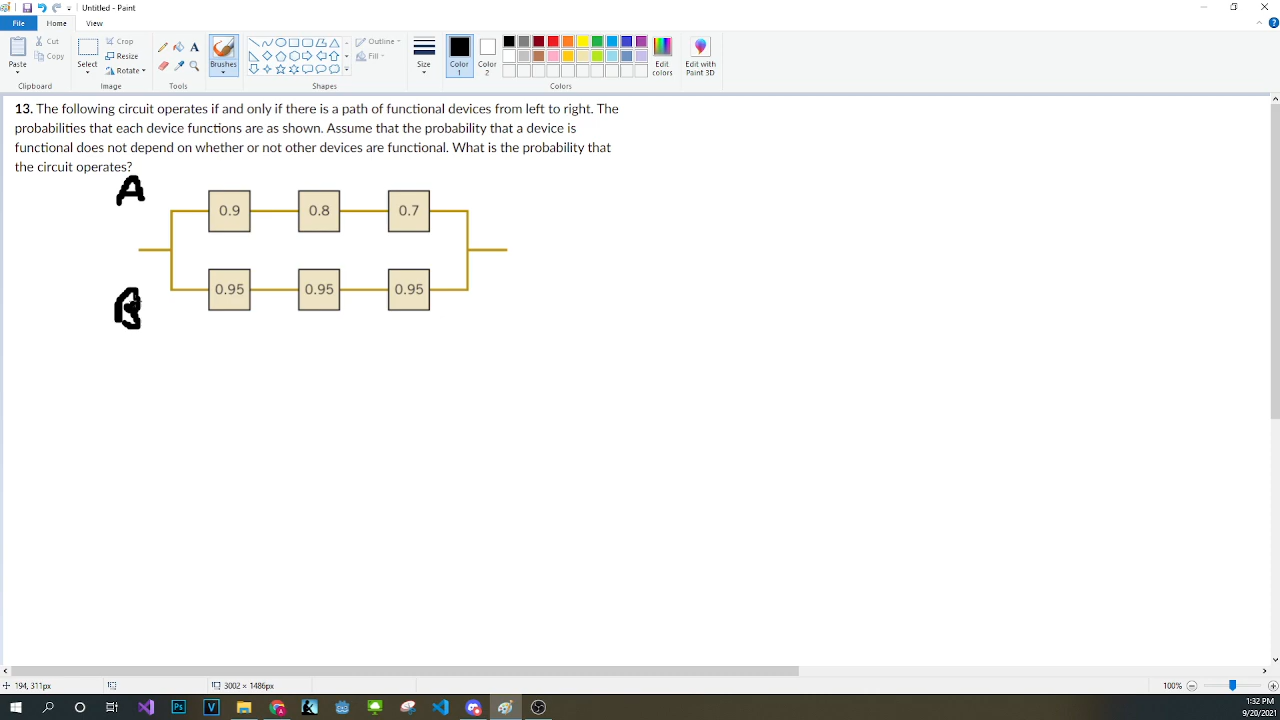 Untitled - Paint
File Home View
Paste Cut Copy Select Crop Resize Rotate Brushes Outline Fill Size Color 1 Color 2 Edit colors Edit with Paint 3D
Clipboard Image Tools Shapes Colors
13. The following circuit operates if and only if there is a path of functional devices from left to right. The
probabilities that each device functions are as shown. Assume that the probability that a device is
functional does not depend on whether or not other devices are functional. What is the probability that
the circuit operates?
A
0.9 0.8 0.7
B
0.95 0.95 0.95
194, 311px 3002 × 1486px 100%
1:32 PM
9/20/2021